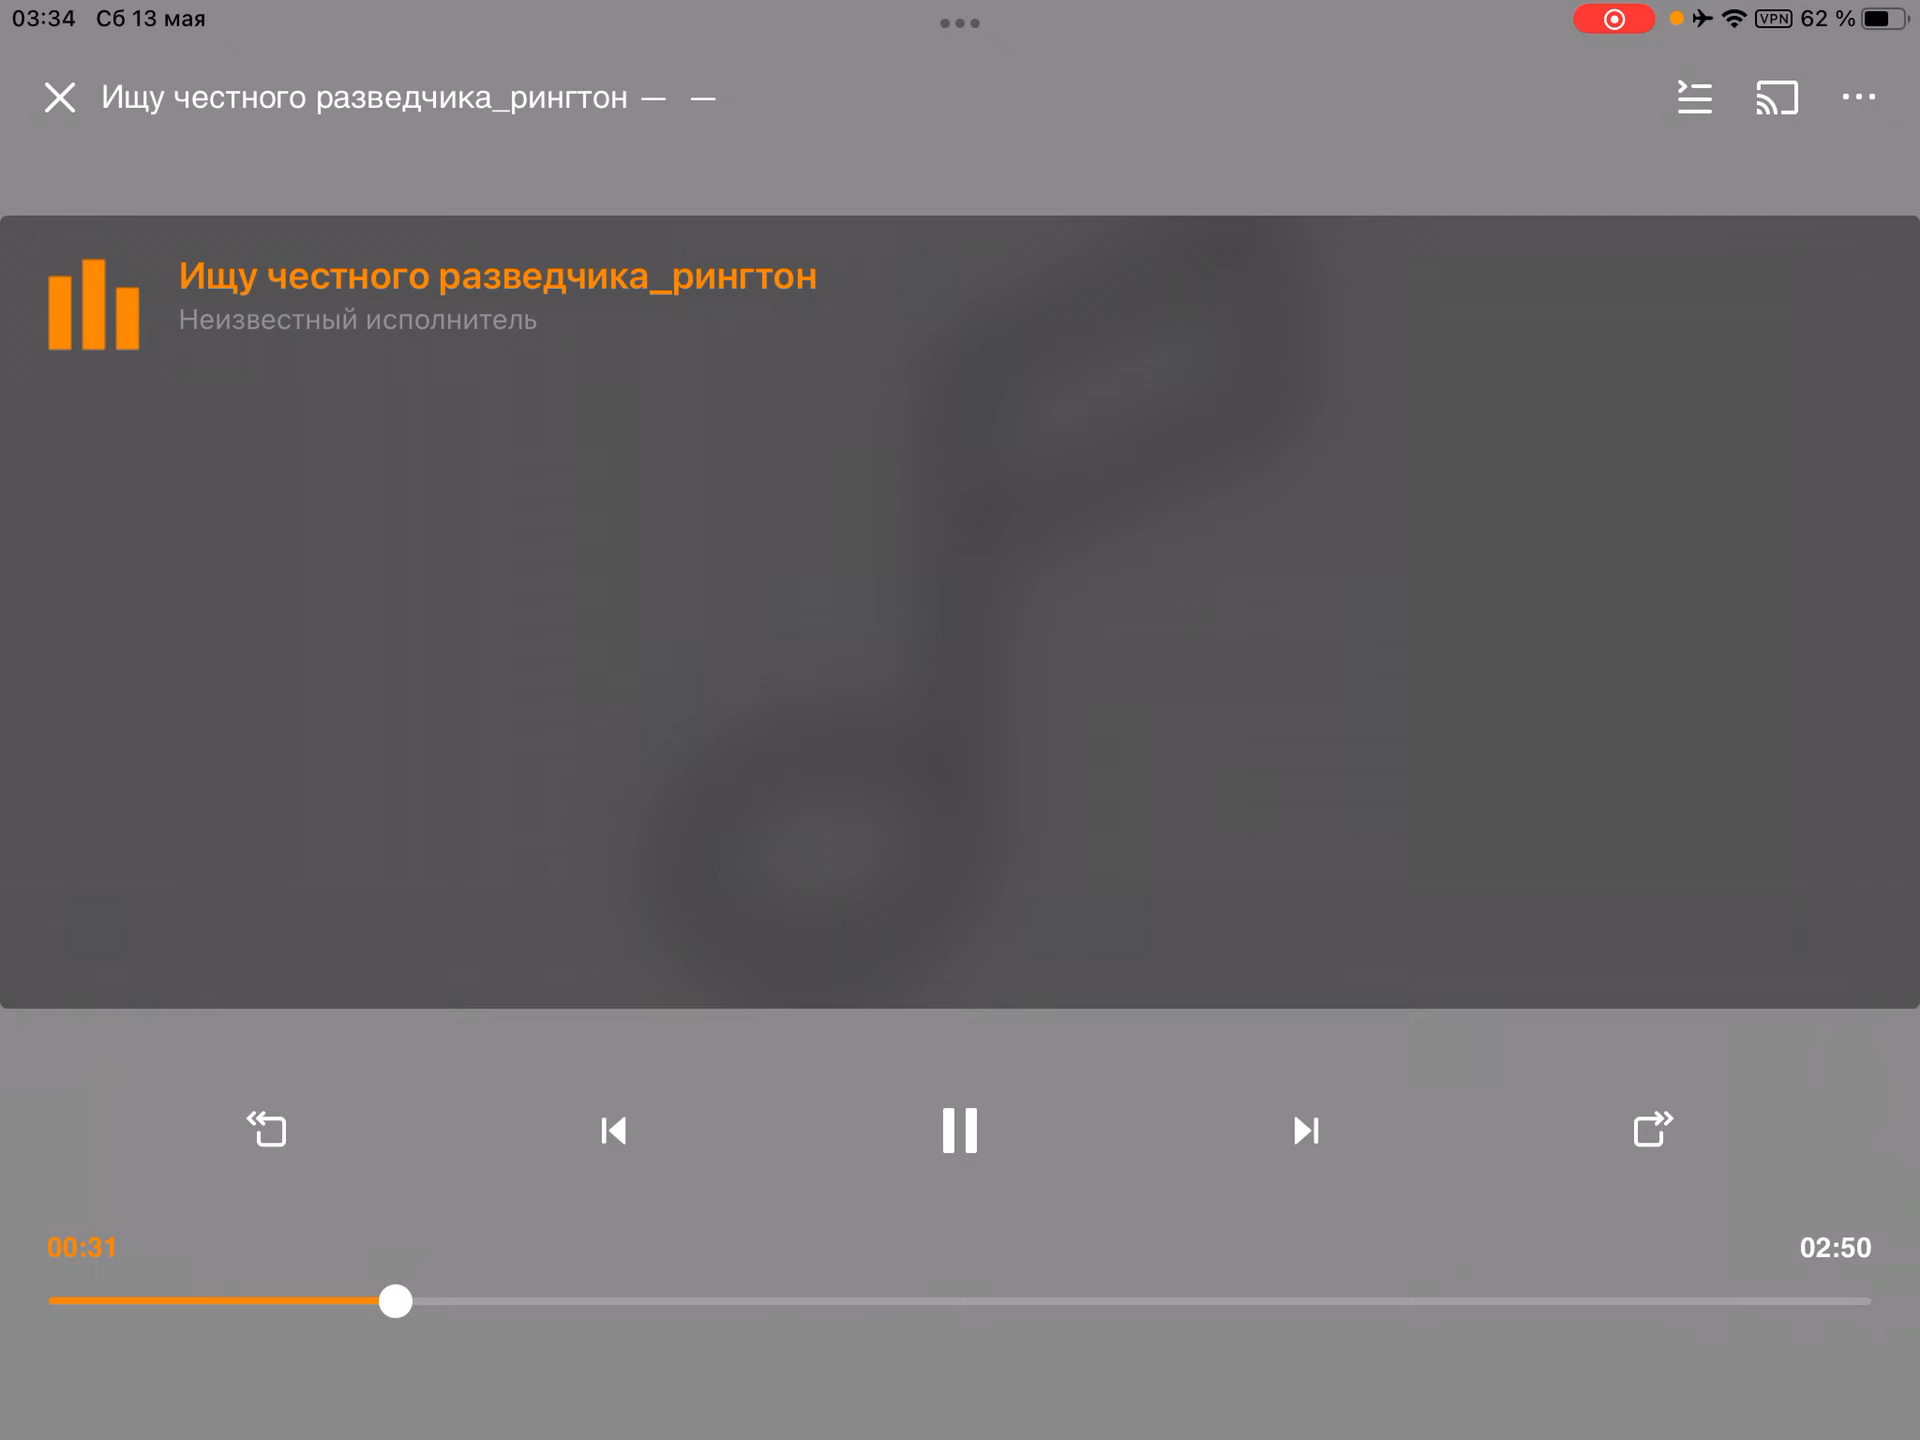 03:34 Сб 13 мая
VPN 62 %
Ищу честного разведчика_рингтон — —
Ищу честного разведчика_рингтон
Неизвестный исполнитель
00:31
02:50